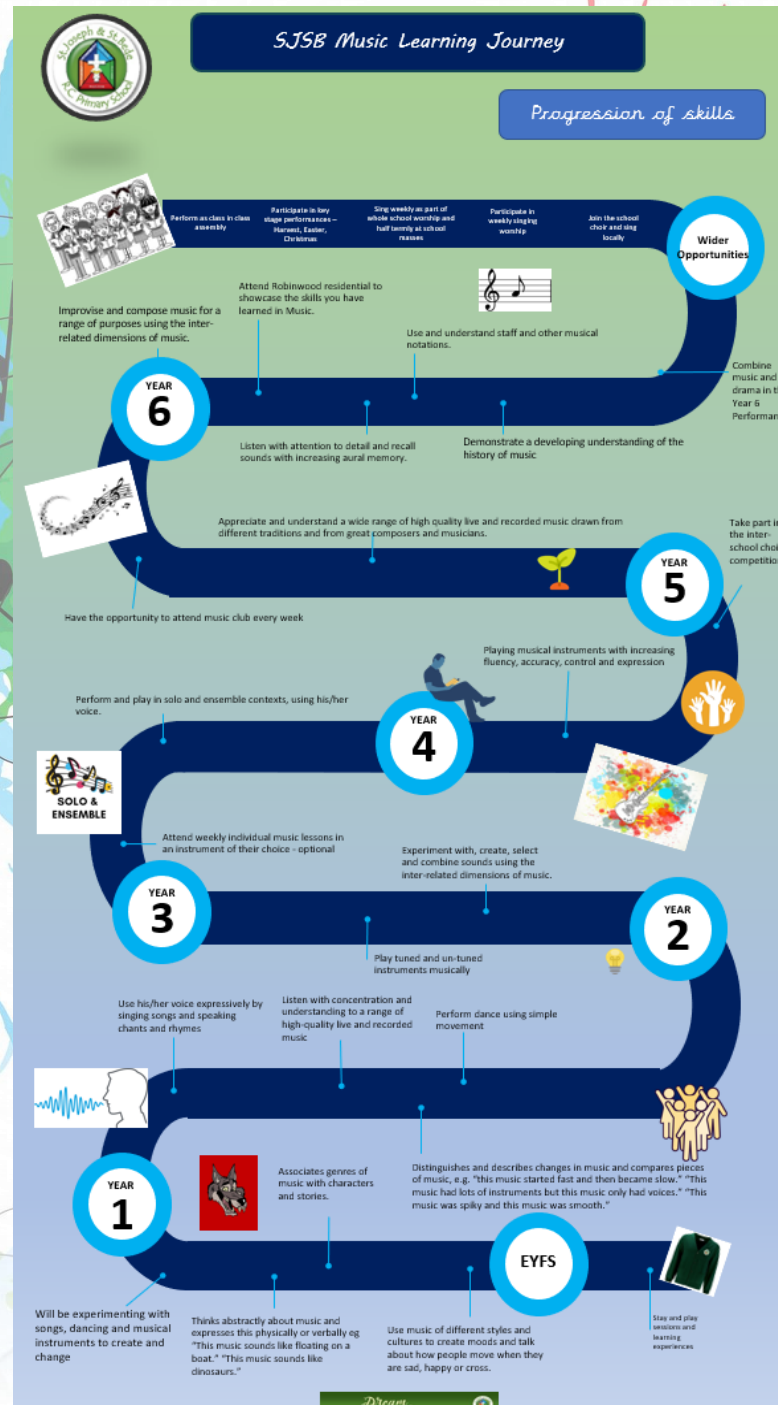 St.Joseph & St.Bede
R.C. Primary School
SJSB Music Learning Journey
Progression of skills
Perform as class in class
assembly
Participate in key
stage performances –
Harvest, Easter,
Christmas
Sing weekly as part of
whole school worship and
half termly at school
masses
Participate in
weekly singing
worship
Join the school
choir and sing
locally
Wider
Opportunities
Improvise and compose music for a
range of purposes using the inter-
related dimensions of music.
Attend Robinwood residential to
showcase the skills you have
learned in Music.
Use and understand staff and other musical
notations.
Combine
music and
drama in th
Year 6
Performan
YEAR
6
Listen with attention to detail and recall
sounds with increasing aural memory.
Demonstrate a developing understanding of the
history of music
Appreciate and understand a wide range of high quality live and recorded music drawn from
different traditions and from great composers and musicians.
Take part in
the inter-
school choi
competitio
YEAR
5
Have the opportunity to attend music club every week
Playing musical instruments with increasing
fluency, accuracy, control and expression
Perform and play in solo and ensemble contexts, using his/her
voice.
YEAR
4
SOLO &
ENSEMBLE
Attend weekly individual music lessons in
an instrument of their choice - optional
Experiment with, create, select
and combine sounds using the
inter-related dimensions of music.
YEAR
3
YEAR
2
Play tuned and un-tuned
instruments musically
Use his/her voice expressively by
singing songs and speaking
chants and rhymes
Listen with concentration and
understanding to a range of
high-quality live and recorded
music
Perform dance using simple
movement
YEAR
1
Associates genres of
music with characters
and stories.
Distinguishes and describes changes in music and compares pieces
of music, e.g. “this music started fast and then became slow.” “This
music had lots of instruments but this music only had voices.” “This
music was spiky and this music was smooth.”
EYFS
Will be experimenting with
songs, dancing and musical
instruments to create and
change
Thinks abstractly about music and
expresses this physically or verbally eg
“This music sounds like floating on a
boat.” “This music sounds like
dinosaurs.”
Use music of different styles and
cultures to create moods and talk
about how people move when they
are sad, happy or cross.
Stay and play
sessions and
learning
experiences
Dream